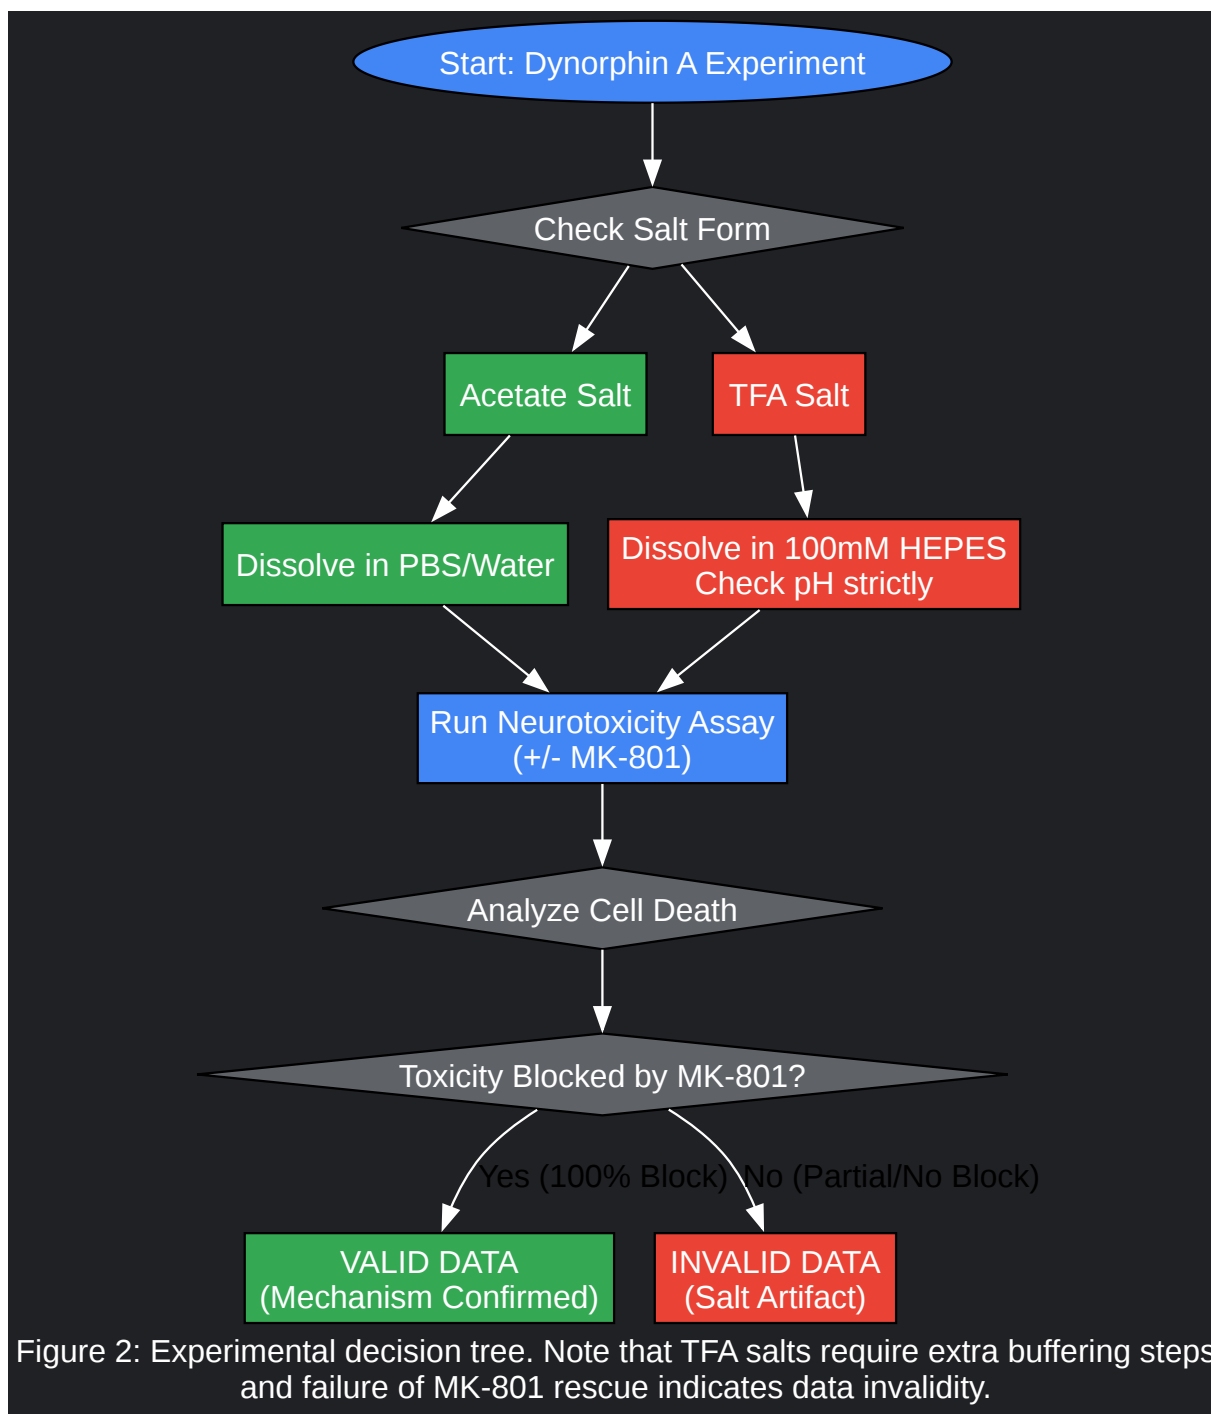 Start: Dynorphin A Experiment
Check Salt Form
Acetate Salt
TFA Salt
Dissolve in PBS/Water
Dissolve in 100mM HEPES
Check pH strictly
Run Neurotoxicity Assay
(+/- MK-801)
Analyze Cell Death
Toxicity Blocked by MK-801?
Yes (100% Block)
No (Partial/No Block)
VALID DATA
(Mechanism Confirmed)
INVALID DATA
(Salt Artifact)
Figure 2: Experimental decision tree. Note that TFA salts require extra buffering steps
and failure of MK-801 rescue indicates data invalidity.